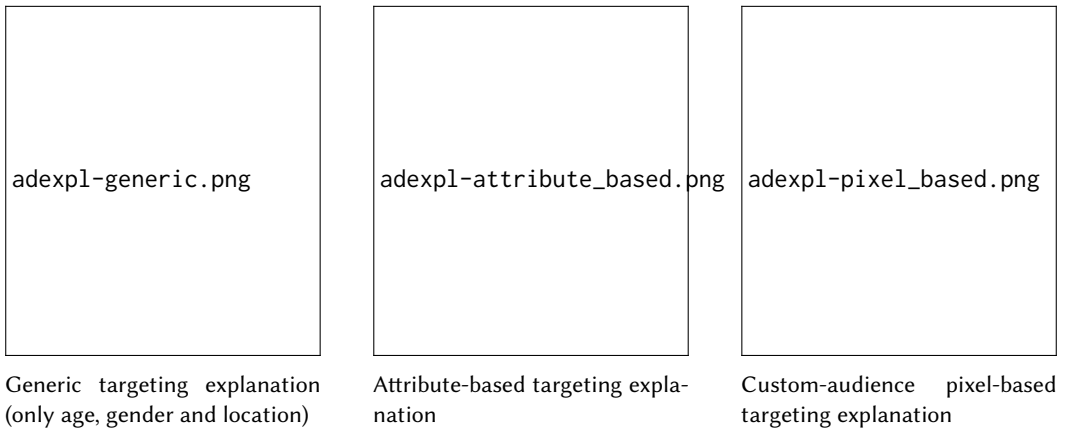 adexpl-generic.png
adexpl-attribute_based.png
adexpl-pixel_based.png
Generic targeting explanation
(only age, gender and location)
Attribute-based targeting expla-
nation
Custom-audience pixel-based
targeting explanation